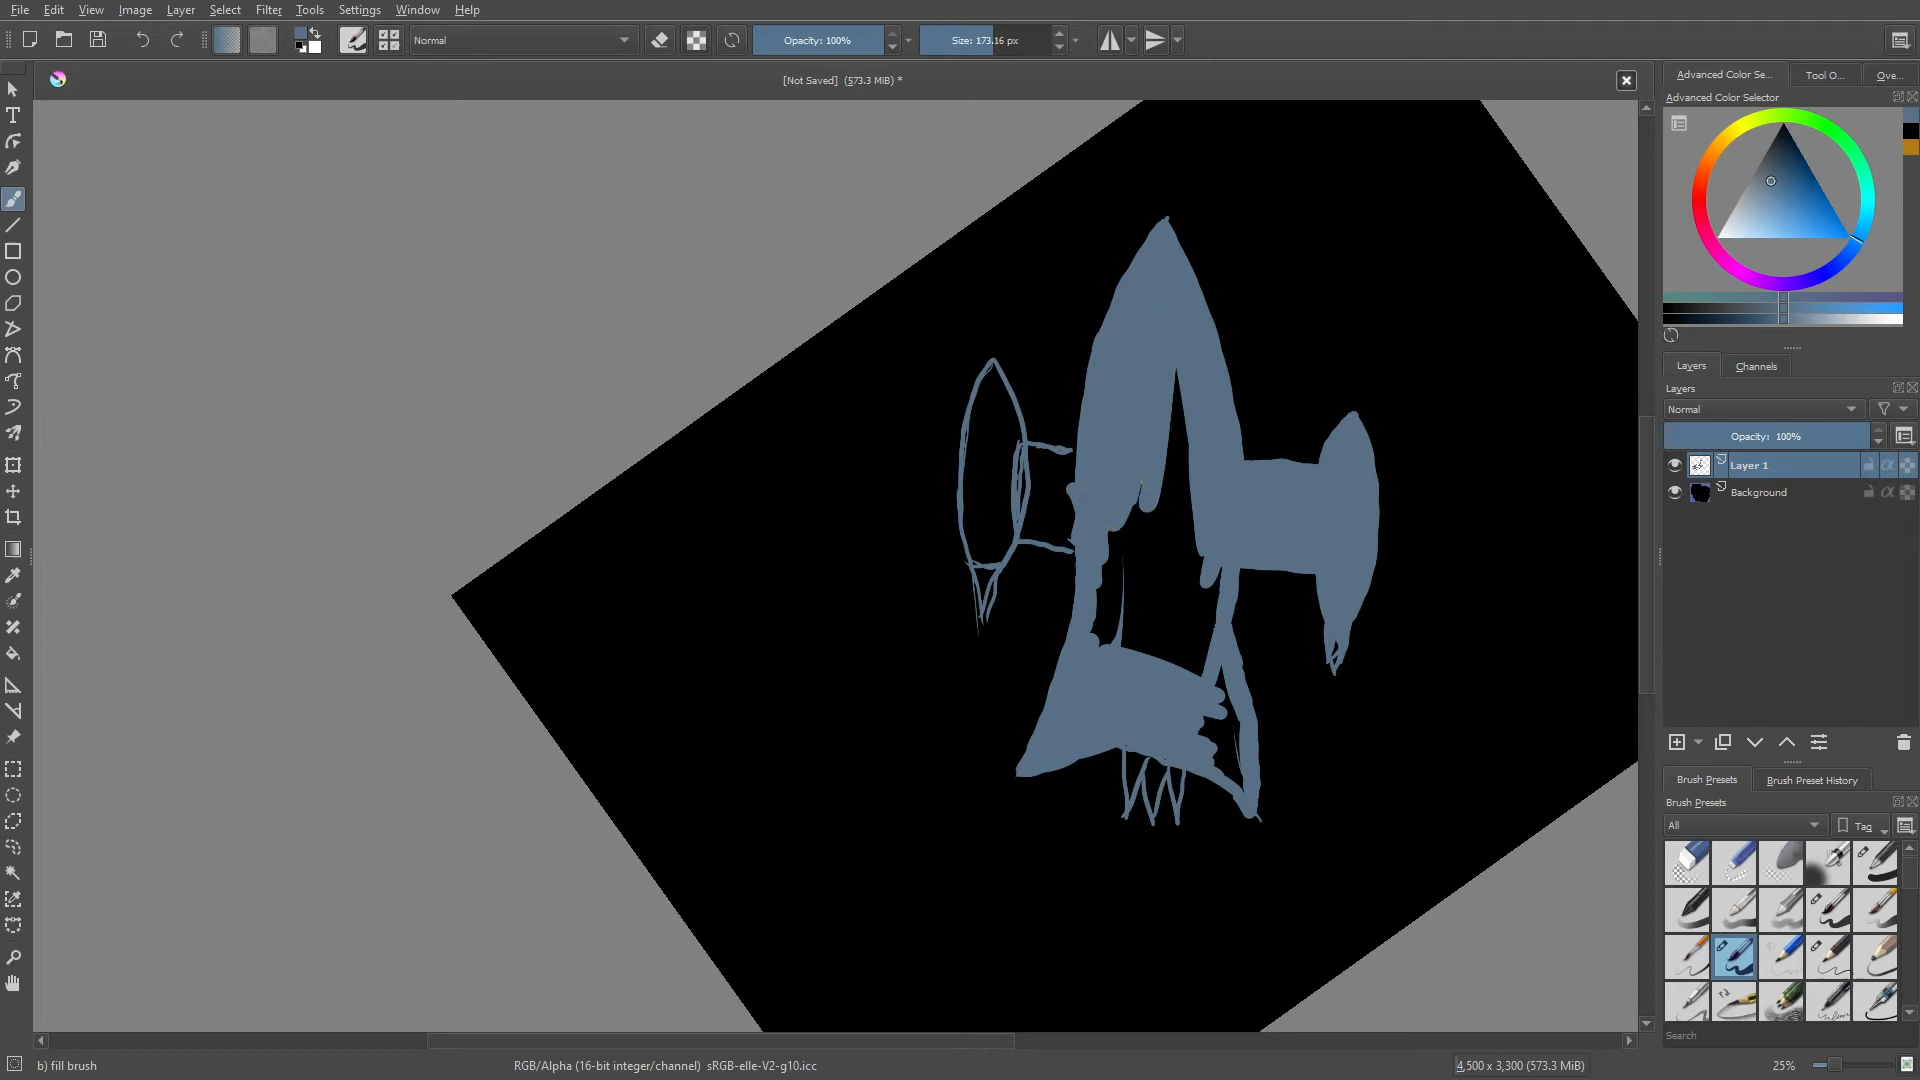 File Edit View Image Layer Select Filter Tools Settings Window Help
Normal
Opacity: 100%
Size: 173.16 px
[Not Saved] (573.3 MiB) *
Advanced Color Se... Tool O... Ove...
Advanced Color Selector
Layers Channels
Layers
Normal
Opacity: 100%
Layer 1
Background
Brush Presets Brush Preset History
Brush Presets
All Tag
Search
b) fill brush
RGB/Alpha (16-bit integer/channel) sRGB-elle-V2-g10.icc
4,500 x 3,300 (573.3 MiB)
25%